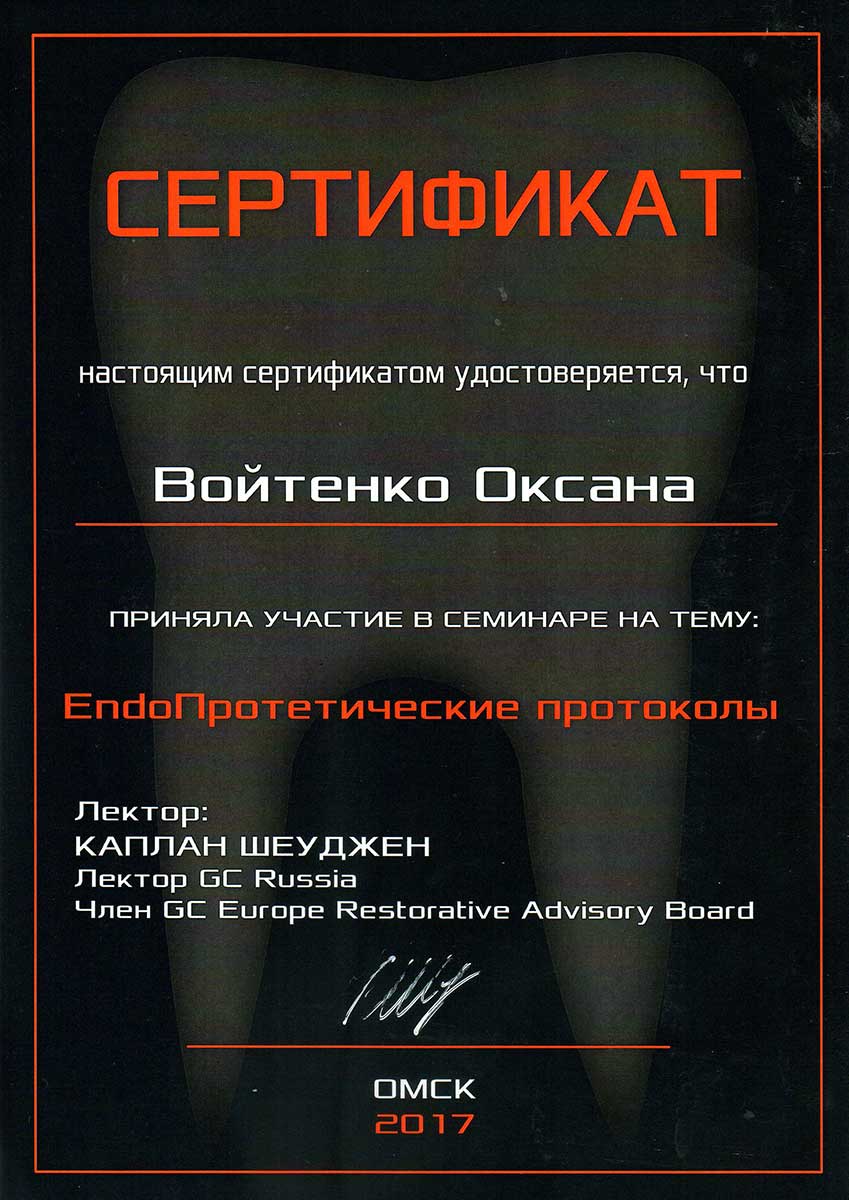 СЕРТИФИКАТ
настоящим сертификатом удостоверяется, что
Войтенко Оксана
ПРИНЯЛА УЧАСТИЕ В СЕМИНАРЕ НА ТЕМУ:
EndoПротетические протоколы
Лектор:
КАПЛАН ШЕУДЖЕН
Лектор GC Russia
Член GC Europe Restorative Advisory Board
ОМСК
2017